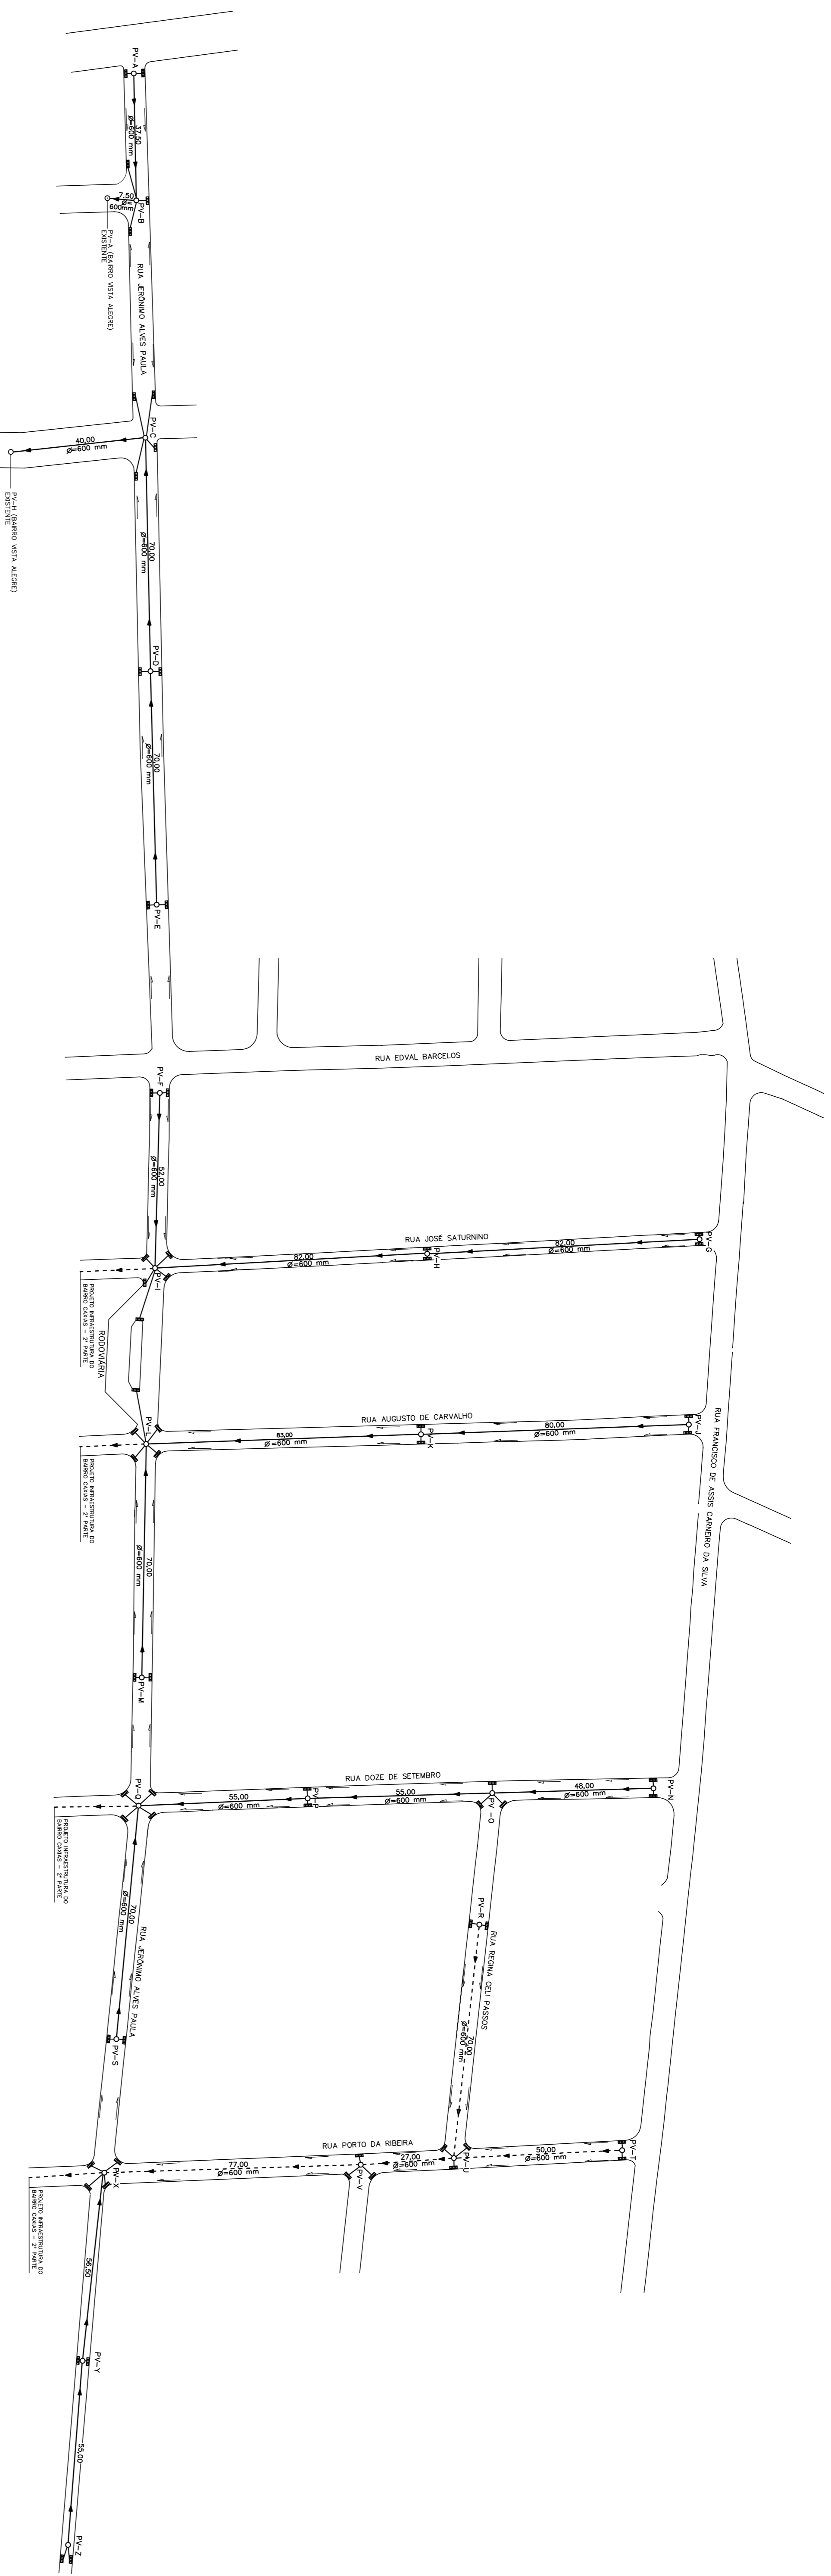 PV-A
37,50
Ø=600 mm
7.50
Ø=
600mm
PV-B
PV-A (BAIRRO VISTA ALEGRE)
EXISTENTE
RUA JERÔNIMO ALVES PAULA
PV-C
40,00
Ø=600 mm
PV-H (BAIRRO VISTA ALEGRE)
EXISTENTE
70,00
Ø=600 mm
PV-D
70,00
Ø=600 mm
PV-E
RUA EDVAL BARCELOS
PV-F
52,00
Ø=600 mm
RUA JOSÉ SATURNINO
PV-G
82,00
Ø=600 mm
PV-H
82,00
Ø=600 mm
PV-I
PROJETO INFRAESTRUTURA DO
BAIRRO CAXIAS - 2ª PARTE
RODOVIÁRIA
RUA FRANCISCO DE ASSIS CARNEIRO DA SILVA
RUA AUGUSTO DE CARVALHO
PV-J
80,00
Ø=600 mm
PV-K
83,00
Ø=600 mm
PV-L
PROJETO INFRAESTRUTURA DO
BAIRRO CAXIAS - 2ª PARTE
70,00
Ø=600 mm
PV-M
RUA DOZE DE SETEMBRO
PV-N
48,00
Ø=600 mm
PV-O
55,00
Ø=600 mm
PV-P
55,00
Ø=600 mm
PV-Q
PROJETO INFRAESTRUTURA DO
BAIRRO CAXIAS - 2ª PARTE
70,00
Ø=600 mm
RUA JERÔNIMO ALVES PAULA
PV-R
RUA REGINA CELI PASSOS
70,00
Ø=600 mm
PV-S
RUA PORTO DA RIBEIRA
PV-T
50,00
Ø=600 mm
PV-U
27,00
Ø=600 mm
PV-V
77,00
Ø=600 mm
PV-X
PROJETO INFRAESTRUTURA DO
BAIRRO CAXIAS - 2ª PARTE
56,50
PV-Y
55,00
PV-Z